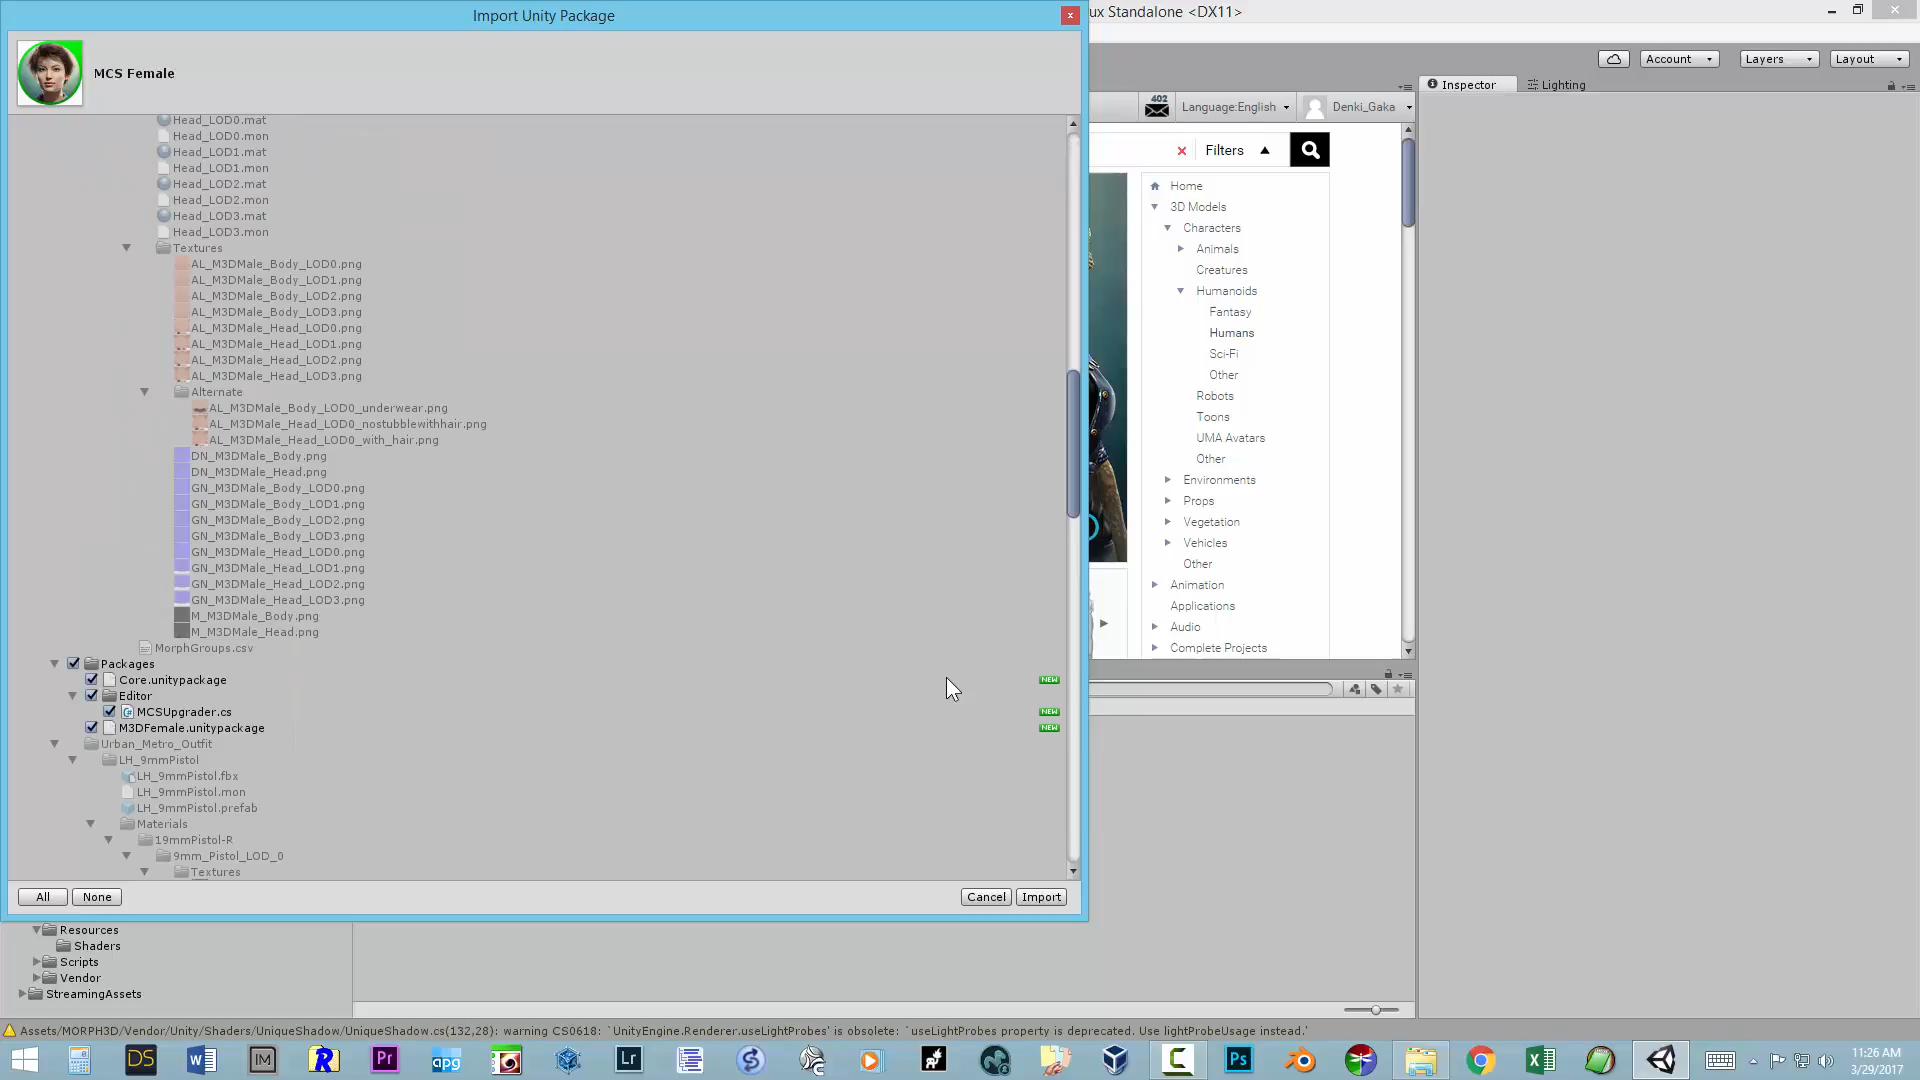 Import Unity Package
ux Standalone <DX11>
MCS Female
Account
Layers
Layout
Inspector
Lighting
402
Language:English
Denki_Gaka
Filters
Head_LOD0.mat
Head_LOD0.mon
Head_LOD1.mat
Head_LOD1.mon
Head_LOD2.mat
Head_LOD2.mon
Head_LOD3.mat
Head_LOD3.mon
Textures
AL_M3DMale_Body_LOD0.png
AL_M3DMale_Body_LOD1.png
AL_M3DMale_Body_LOD2.png
AL_M3DMale_Body_LOD3.png
AL_M3DMale_Head_LOD0.png
AL_M3DMale_Head_LOD1.png
AL_M3DMale_Head_LOD2.png
AL_M3DMale_Head_LOD3.png
Alternate
AL_M3DMale_Body_LOD0_underwear.png
AL_M3DMale_Head_LOD0_nostubblewithhair.png
AL_M3DMale_Head_LOD0_with_hair.png
DN_M3DMale_Body.png
DN_M3DMale_Head.png
GN_M3DMale_Body_LOD0.png
GN_M3DMale_Body_LOD1.png
GN_M3DMale_Body_LOD2.png
GN_M3DMale_Body_LOD3.png
GN_M3DMale_Head_LOD0.png
GN_M3DMale_Head_LOD1.png
GN_M3DMale_Head_LOD2.png
GN_M3DMale_Head_LOD3.png
M_M3DMale_Body.png
M_M3DMale_Head.png
MorphGroups.csv
Packages
Core.unitypackage NEW
Editor
MCSUpgrader.cs NEW
M3DFemale.unitypackage NEW
Urban_Metro_Outfit
LH_9mmPistol
LH_9mmPistol.fbx
LH_9mmPistol.mon
LH_9mmPistol.prefab
Materials
19mmPistol-R
9mm_Pistol_LOD_0
Textures
All None Cancel Import
Home
3D Models
Characters
Animals
Creatures
Humanoids
Fantasy
Humans
Sci-Fi
Other
Robots
Toons
UMA Avatars
Other
Environments
Props
Vegetation
Vehicles
Other
Animation
Applications
Audio
Complete Projects
Resources
Shaders
Scripts
Vendor
StreamingAssets
Assets/MORPH3D/Vendor/Unity/Shaders/UniqueShadow/UniqueShadow.cs(132,28): warning CS0618: `UnityEngine.Renderer.useLightProbes' is obsolete: `useLightProbes property is deprecated. Use lightProbeUsage instead.'
DS
IM
Pr
apg
Lr
Ps
11:26 AM
3/29/2017